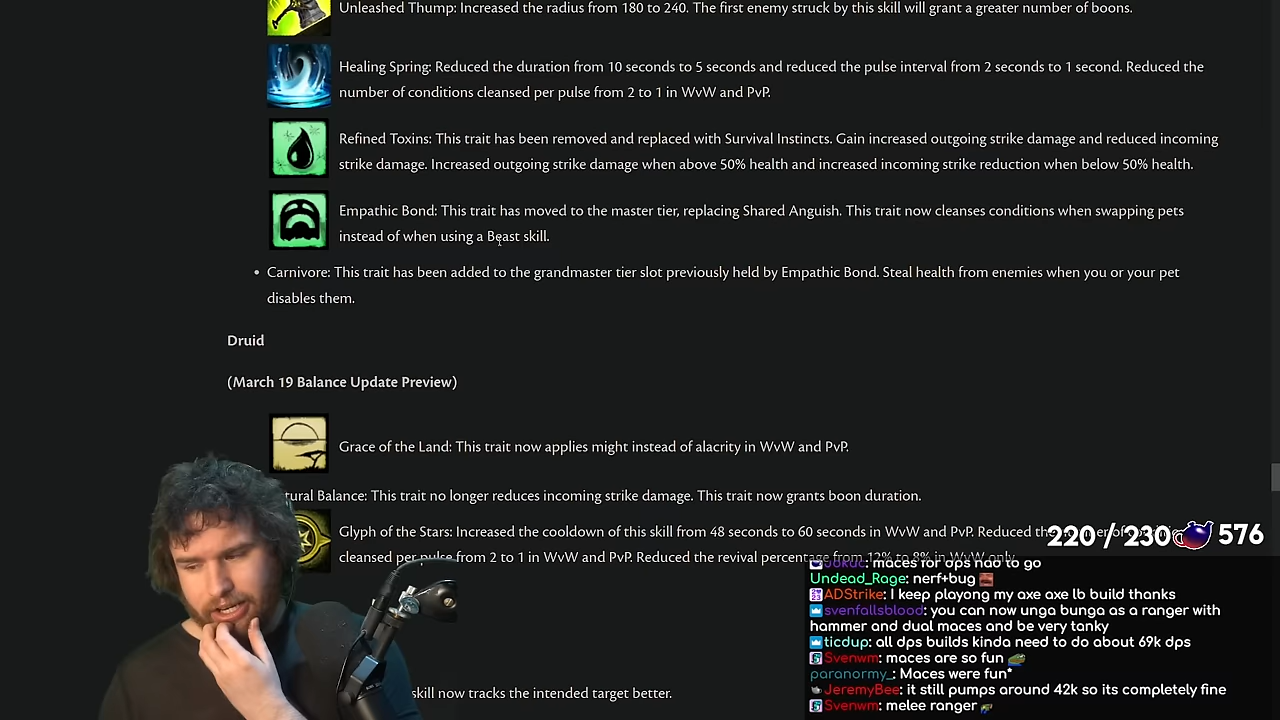 Unleashed Thump: Increased the radius from 180 to 240. The first enemy struck by this skill will grant a greater number of boons.
Healing Spring: Reduced the duration from 10 seconds to 5 seconds and reduced the pulse interval from 2 seconds to 1 second. Reduced the
number of conditions cleansed per pulse from 2 to 1 in WvW and PvP.
Refined Toxins: This trait has been removed and replaced with Survival Instincts. Gain increased outgoing strike damage and reduced incoming
strike damage. Increased outgoing strike damage when above 50% health and increased incoming strike reduction when below 50% health.
Empathic Bond: This trait has moved to the master tier, replacing Shared Anguish. This trait now cleanses conditions when swapping pets
instead of when using a Beast skill.
• Carnivore: This trait has been added to the grandmaster tier slot previously held by Empathic Bond. Steal health from enemies when you or your pet
disables them.
Druid
(March 19 Balance Update Preview)
Grace of the Land: This trait now applies might instead of alacrity in WvW and PvP.
tural Balance: This trait no longer reduces incoming strike damage. This trait now grants boon duration.
Glyph of the Stars: Increased the cooldown of this skill from 48 seconds to 60 seconds in WvW and PvP. Reduced
cleansed per pulse from 2 to 1 in WvW and PvP. Reduced the revival percentage from 12% to 8% in WvW only.
220 / 230 576
skill now tracks the intended target better.
maces for dps nao to go
Undead_Rage: nerf+bug
ADStrike: I keep playong my axe axe lb build thanks
svenfallsblood: you can now unga bunga as a ranger with
hammer and dual maces and be very tanky
ticdup: all dps builds kinda need to do about 69k dps
Svenwm: maces are so fun
paranormy_: Maces were fun*
JeremyBee: it still pumps around 42k so its completely fine
Svenwm: melee ranger